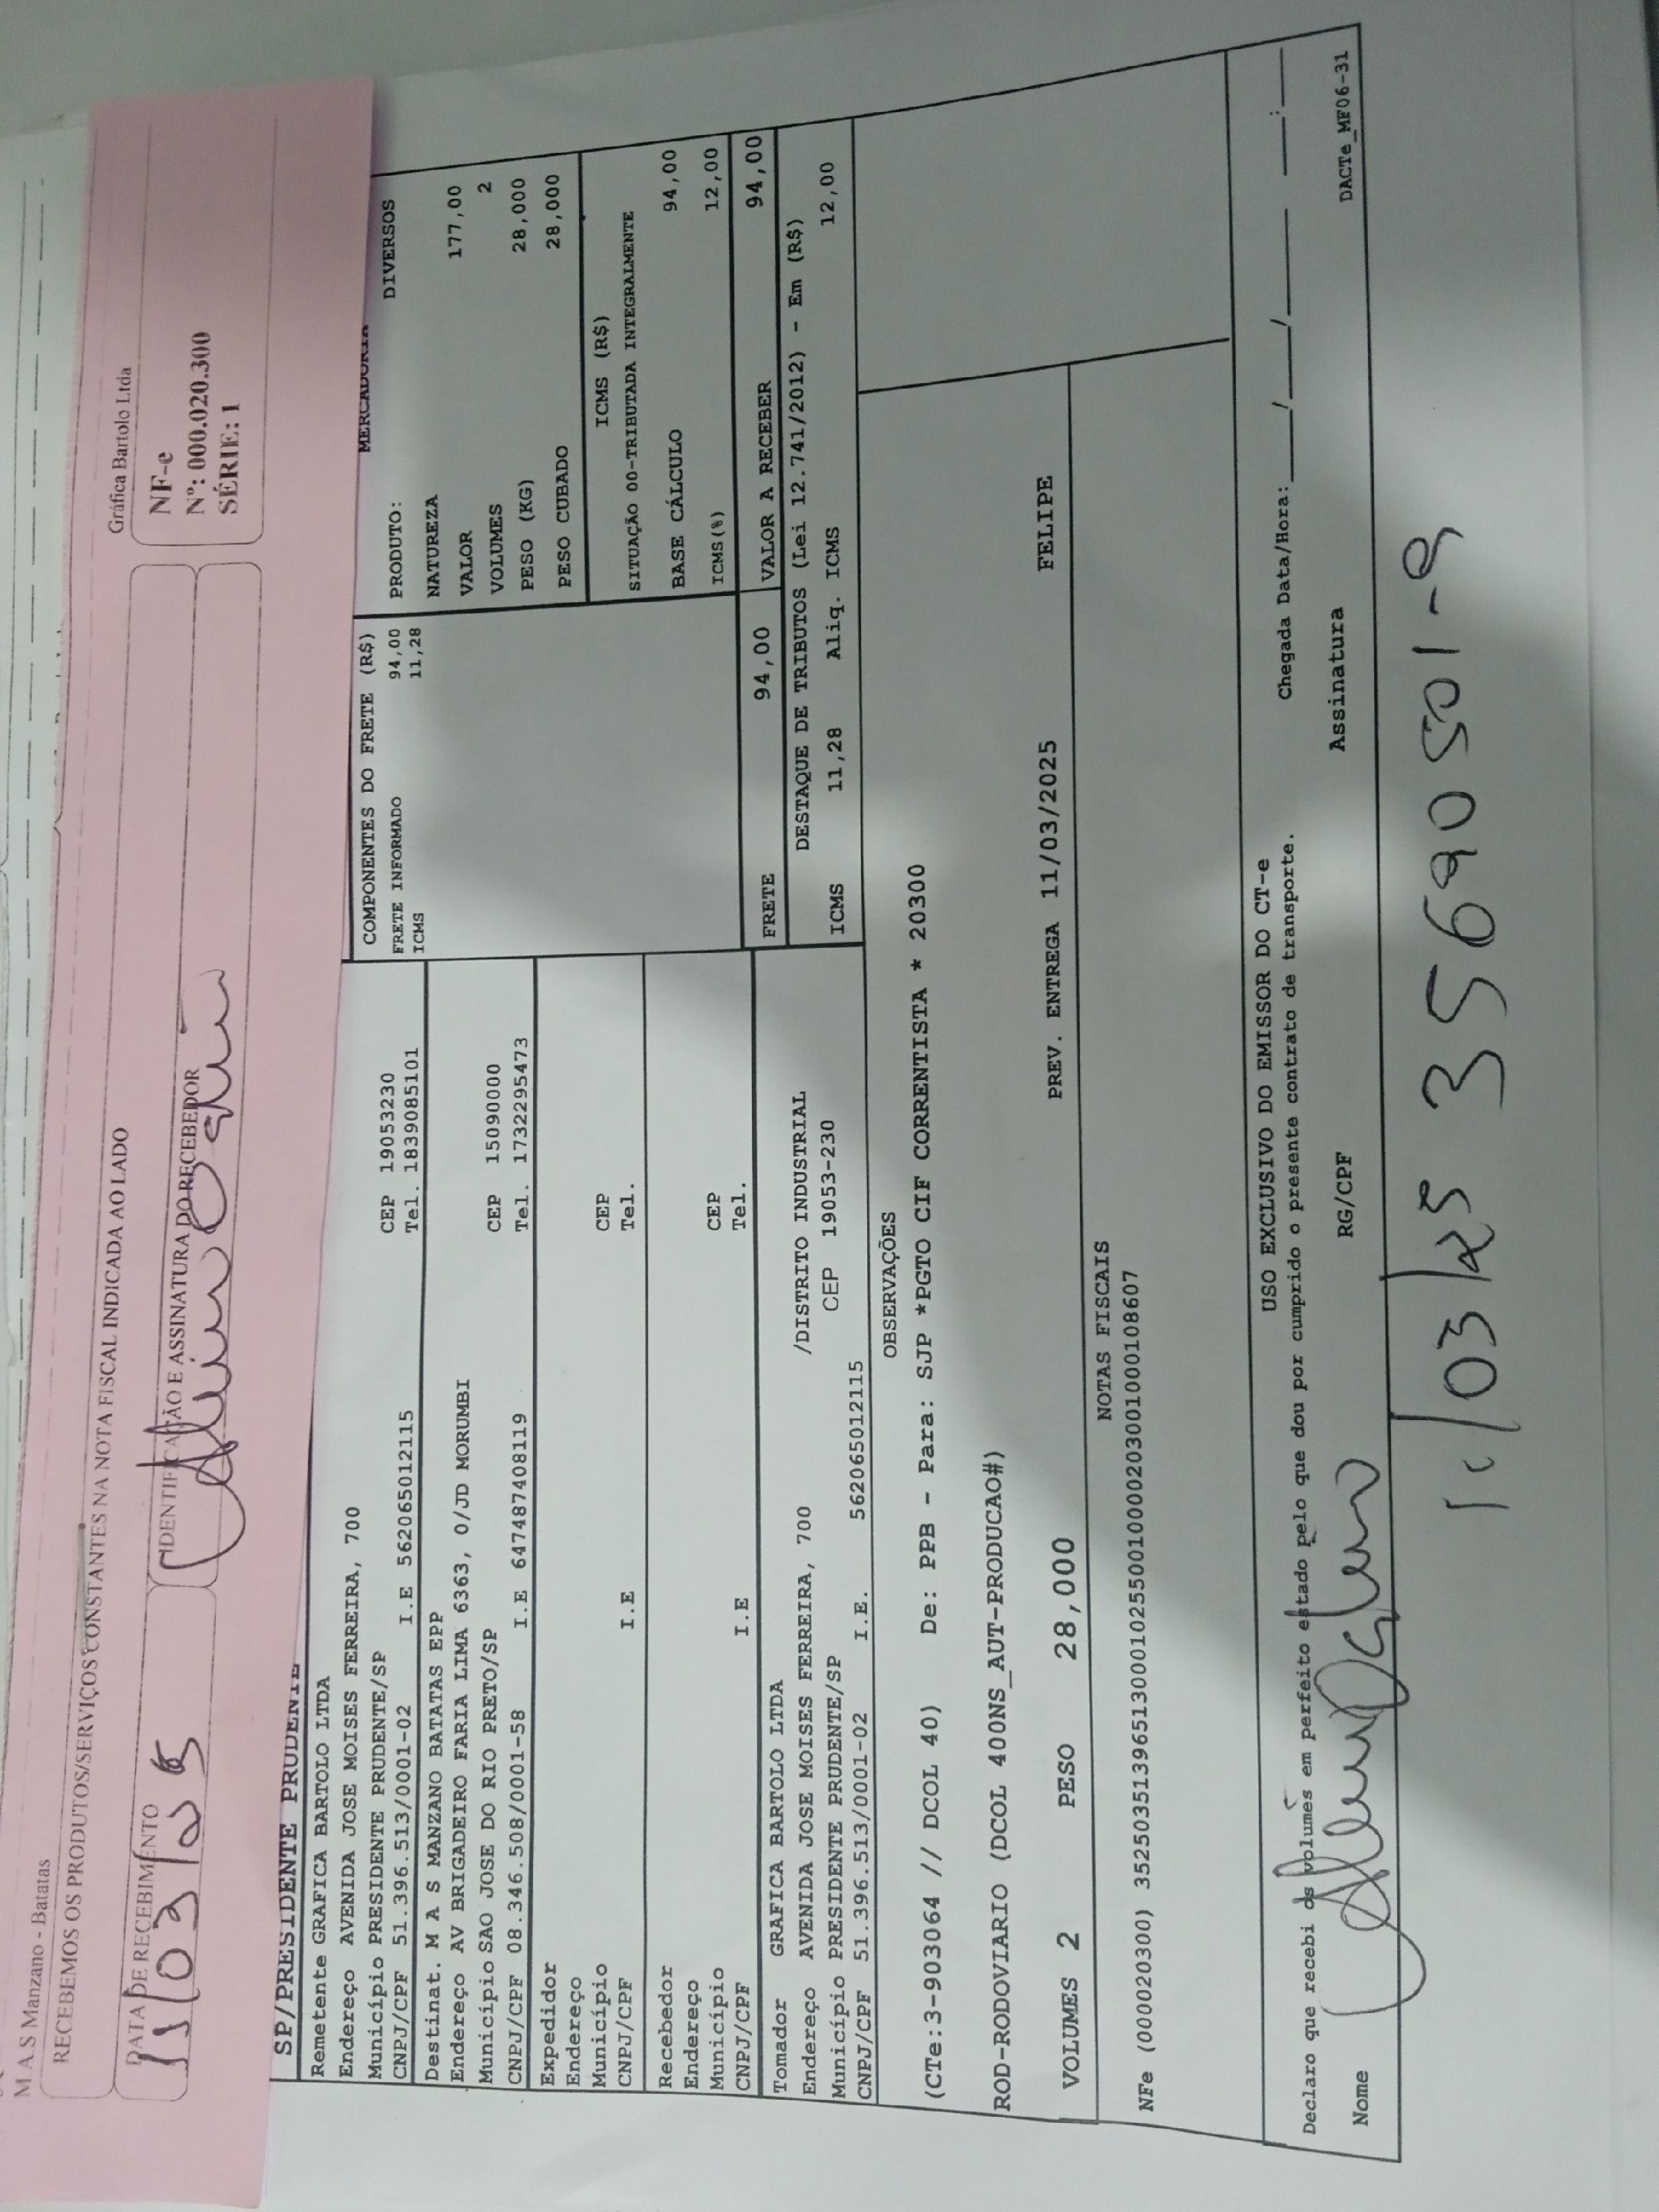 M A S Manzano - Batatas
Gráfica Bartolo Ltda
RECEBEMOS OS PRODUTOS/SERVIÇOS CONSTANTES NA NOTA FISCAL INDICADA AO LADO
NF-e
Nº: 000.020.300
SÉRIE: 1
DATA DE RECEBIMENTO
IDENTIFICAÇÃO E ASSINATURA DO RECEBEDOR
11/03/25
SP/PRESIDENTE PRUDENTE
Remetente GRAFICA BARTOLO LTDA
Endereço AVENIDA JOSE MOISES FERREIRA, 700
Município PRESIDENTE PRUDENTE/SP CEP 19053230
CNPJ/CPF 51.396.513/0001-02 I.E 562065012115 Tel. 1839085101
Destinat. M A S MANZANO BATATAS EPP
Endereço AV BRIGADEIRO FARIA LIMA 6363, 0/JD MORUMBI
Município SAO JOSE DO RIO PRETO/SP CEP 15090000
CNPJ/CPF 08.346.508/0001-58 I.E 647487408119 Tel. 1732295473
Expedidor
Endereço
Município CEP
CNPJ/CPF I.E Tel.
Recebedor
Endereço
Município CEP
CNPJ/CPF I.E Tel.
Tomador GRAFICA BARTOLO LTDA
Endereço AVENIDA JOSE MOISES FERREIRA, 700 /DISTRITO INDUSTRIAL
Município PRESIDENTE PRUDENTE/SP CEP 19053-230
CNPJ/CPF 51.396.513/0001-02 I.E. 562065012115
COMPONENTES DO FRETE (R$)
FRETE INFORMADO 94,00
ICMS 11,28
MERCADORIA
PRODUTO: DIVERSOS
NATUREZA
VALOR 177,00
VOLUMES 2
PESO (KG) 28,000
PESO CUBADO 28,000
ICMS (R$)
SITUAÇÃO 00-TRIBUTADA INTEGRALMENTE
BASE CÁLCULO 94,00
ICMS(%) 12,00
FRETE 94,00 VALOR A RECEBER 94,00
DESTAQUE DE TRIBUTOS (Lei 12.741/2012) - Em (R$)
ICMS 11,28 Aliq. ICMS 12,00
OBSERVAÇÕES
(CTe:3-903064 // DCOL 40) De: PPB - Para: SJP *PGTO CIF CORRENTISTA * 20300
ROD-RODOVIARIO (DCOL 400NS_AUT-PRODUCAO#)
VOLUMES 2 PESO 28,000 PREV. ENTREGA 11/03/2025 FELIPE
NOTAS FISCAIS
NFe (000020300) 35250351396513000102550010000203001000108607
USO EXCLUSIVO DO EMISSOR DO CT-e
Declaro que recebi os volumes em perfeito estado pelo que dou por cumprido o presente contrato de transporte. Chegada Data/Hora: ____/____/____ ___:___
Nome RG/CPF Assinatura DACTe_MF06-31
11/03/25 35690501-9